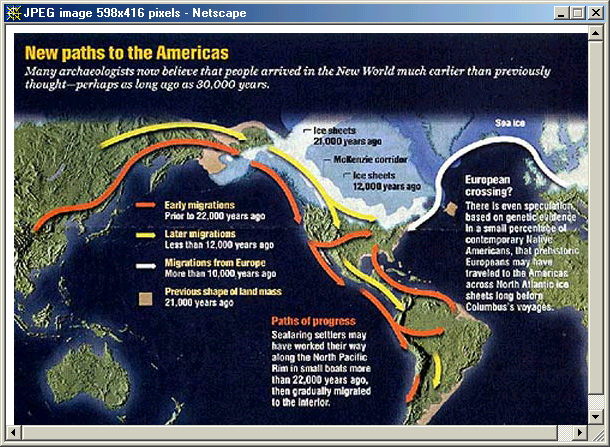 JPEG image 598x416 pixels - Netscape
New paths to the Americas
Many archaeologists now believe that people arrived in the New World much earlier than previously
thought—perhaps as long ago as 30,000 years.
Ice sheets
21,000 years ago
McKenzie corridor
Ice sheets
12,000 years ago
Sea ice
European
crossing?
There is even speculation,
based on genetic evidence
in a small percentage of
contemporary Native
Americans, that prehistoric
Europeans may have
traveled to the Americas
across North Atlantic ice
sheets long before
Columbus's voyages.
Early migrations
Prior to 22,000 years ago
Later migrations
Less than 12,000 years ago
Migrations from Europe
More than 10,000 years ago
Previous shape of land mass
21,000 years ago
Paths of progress
Seafaring settlers may
have worked their way
along the North Pacific
Rim in small boats more
than 22,000 years ago,
then gradually migrated
to the interior.